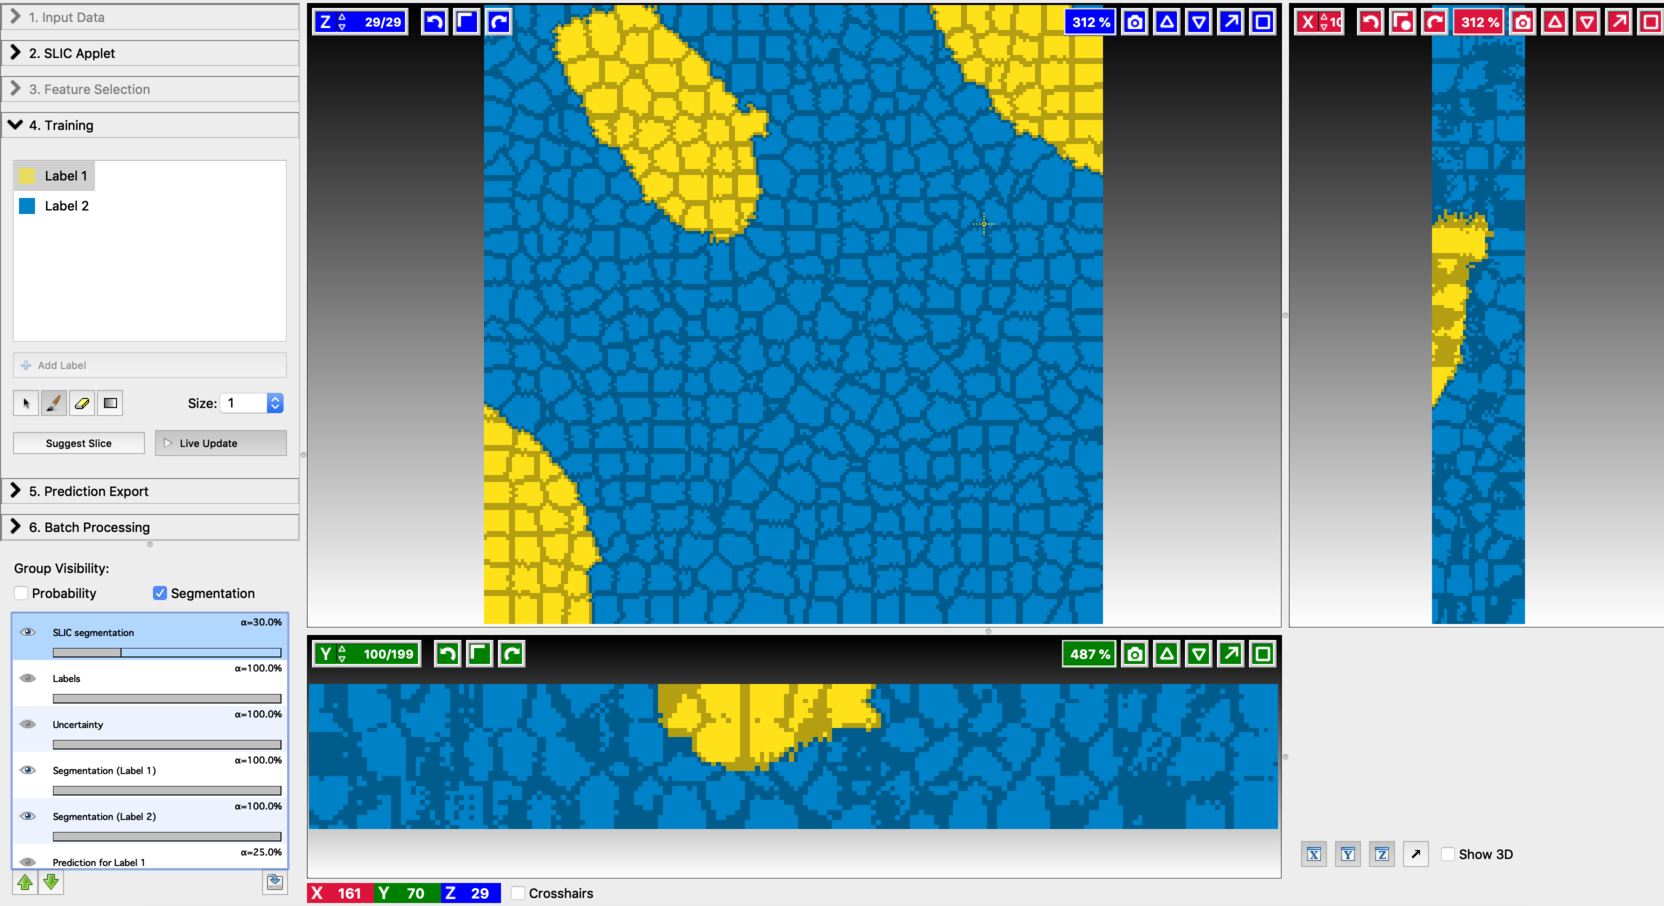 1. Input Data
2. SLIC Applet
3. Feature Selection
4. Training
Label 1
Label 2
Add Label
Size: 1
Suggest Slice
Live Update
5. Prediction Export
6. Batch Processing
Group Visibility:
Probability
Segmentation
α=30.0%
SLIC segmentation
α=100.0%
Labels
α=100.0%
Uncertainty
α=100.0%
Segmentation (Label 1)
α=100.0%
Segmentation (Label 2)
α=25.0%
Prediction for Label 1
Z 29/29
312 %
X 10
312 %
Y 100/199
487 %
X Y Z
Show 3D
X 161 Y 70 Z 29
Crosshairs